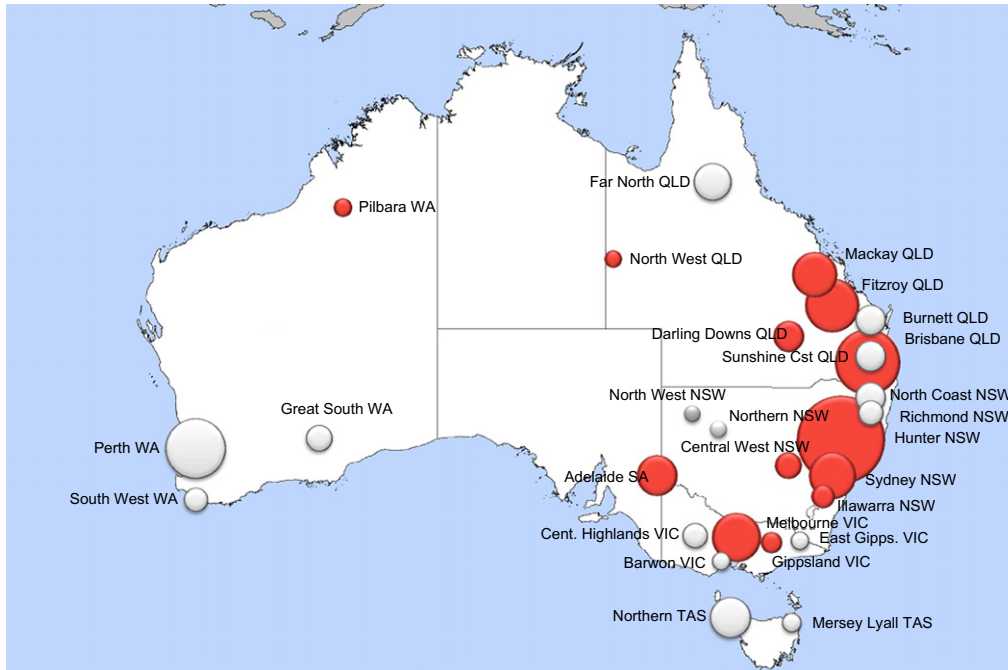 Far North QLD
Pilbara WA
Mackay QLD
North West QLD
Fitzroy QLD
Burnett QLD
Darling Downs QLD
Brisbane QLD
Sunshine Cst QLD
North West NSW
North Coast NSW
Great South WA
Northern NSW
Richmond NSW
Hunter NSW
Perth WA
Central West NSW
Adelaide SA
Sydney NSW
South West WA
Illawarra NSW
Melbourne VIC
Cent. Highlands VIC
East Gipps. VIC
Barwon VIC
Gippsland VIC
Northern TAS
Mersey Lyall TAS